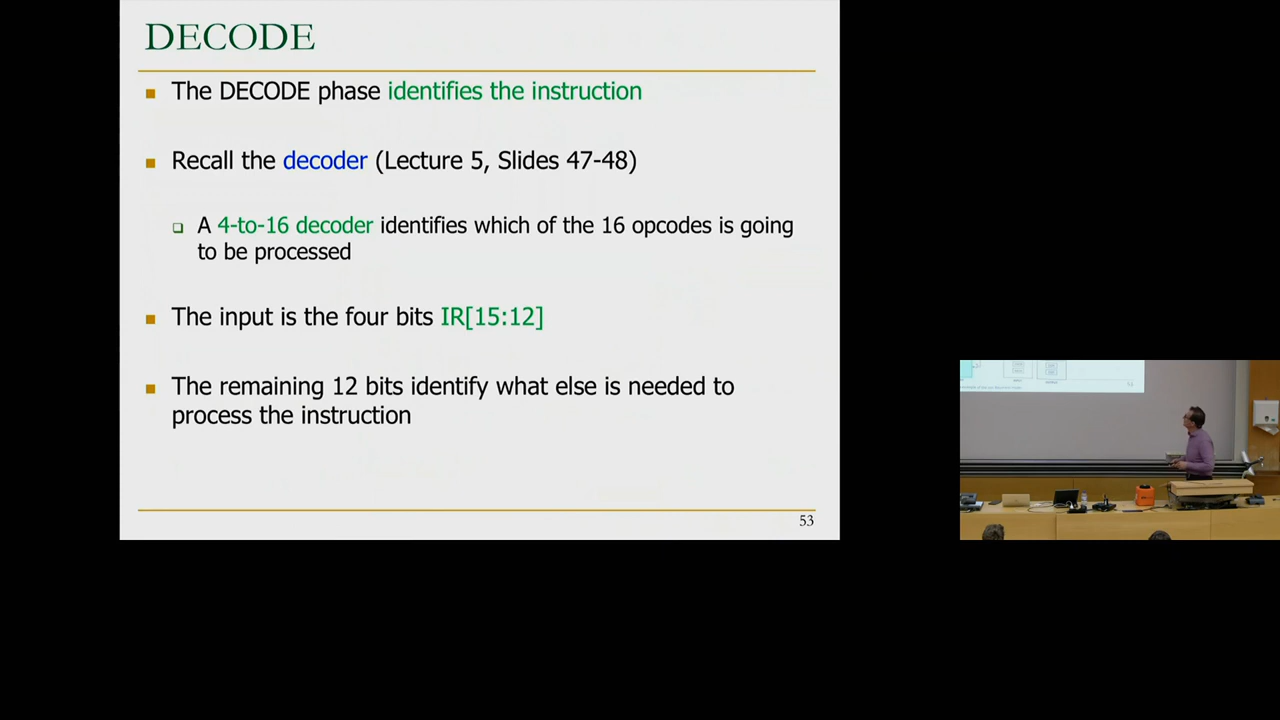 DECODE
The DECODE phase identifies the instruction
Recall the decoder (Lecture 5, Slides 47-48)
A 4-to-16 decoder identifies which of the 16 opcodes is going
to be processed
The input is the four bits IR[15:12]
The remaining 12 bits identify what else is needed to
process the instruction
53